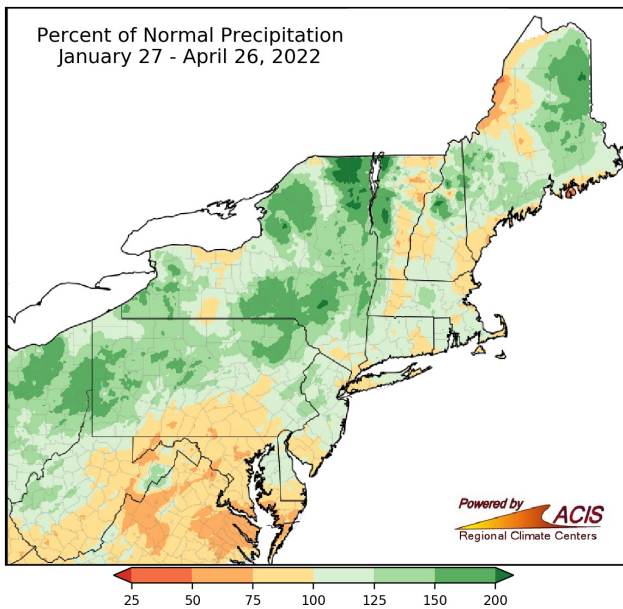 Percent of Normal Precipitation
January 27 - April 26, 2022
Powered by
ACIS
Regional Climate Centers
25 50 75 100 125 150 200